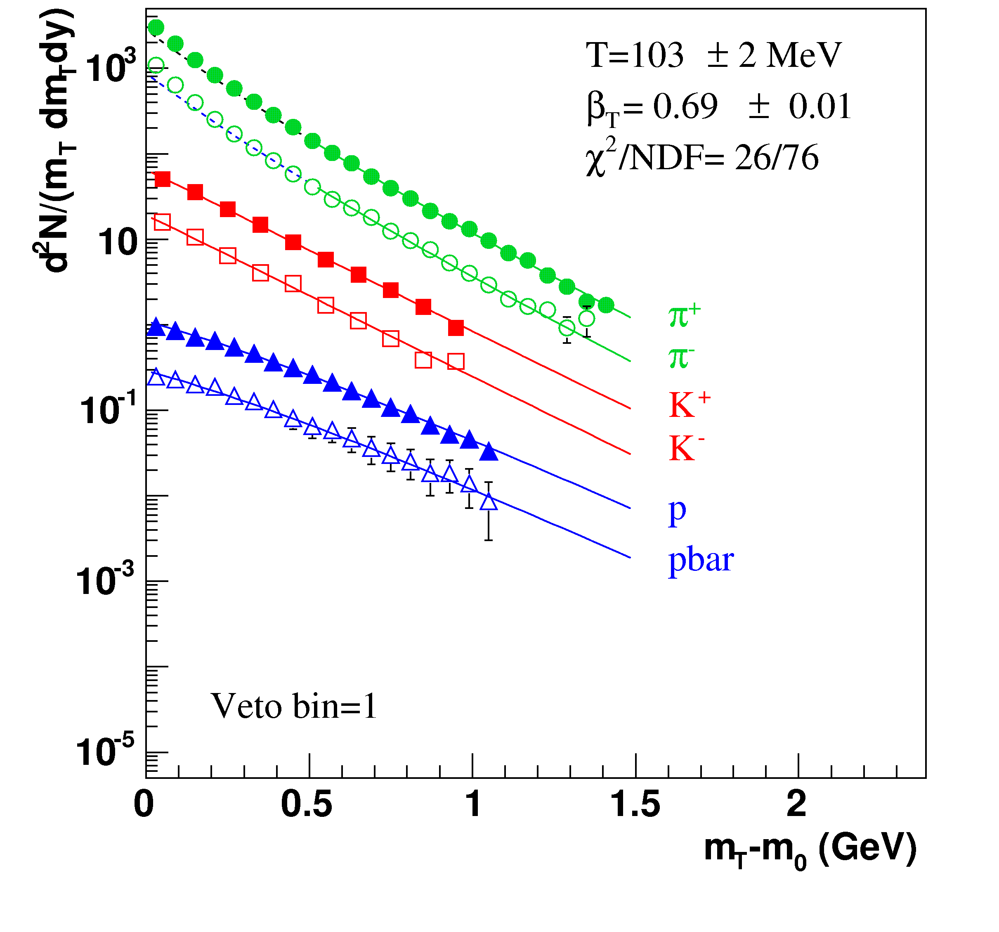 d²N/(m_T dm_T dy)
10³
10
10⁻¹
10⁻³
10⁻⁵
T=103 ± 2 MeV
β_T= 0.69 ± 0.01
χ²/NDF= 26/76
π⁺
π⁻
K⁺
K⁻
p
pbar
Veto bin=1
0 0.5 1 1.5 2
m_T-m₀ (GeV)